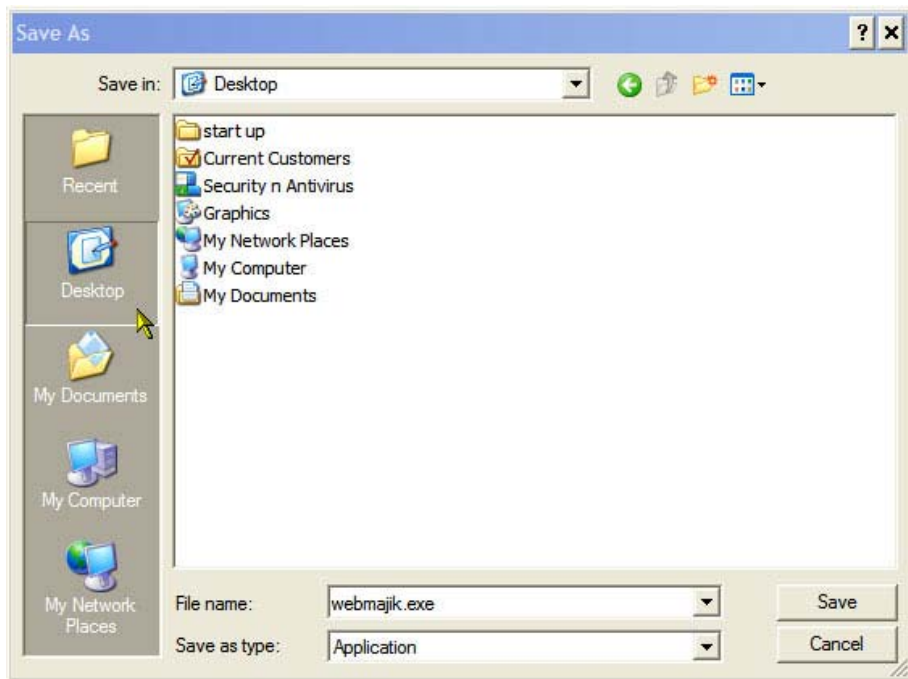 Save As
Save in: Desktop
Recent
Desktop
My Documents
My Computer
My Network
Places
start up
Current Customers
Security n Antivirus
Graphics
My Network Places
My Computer
My Documents
File name: webmajik.exe Save
Save as type: Application Cancel